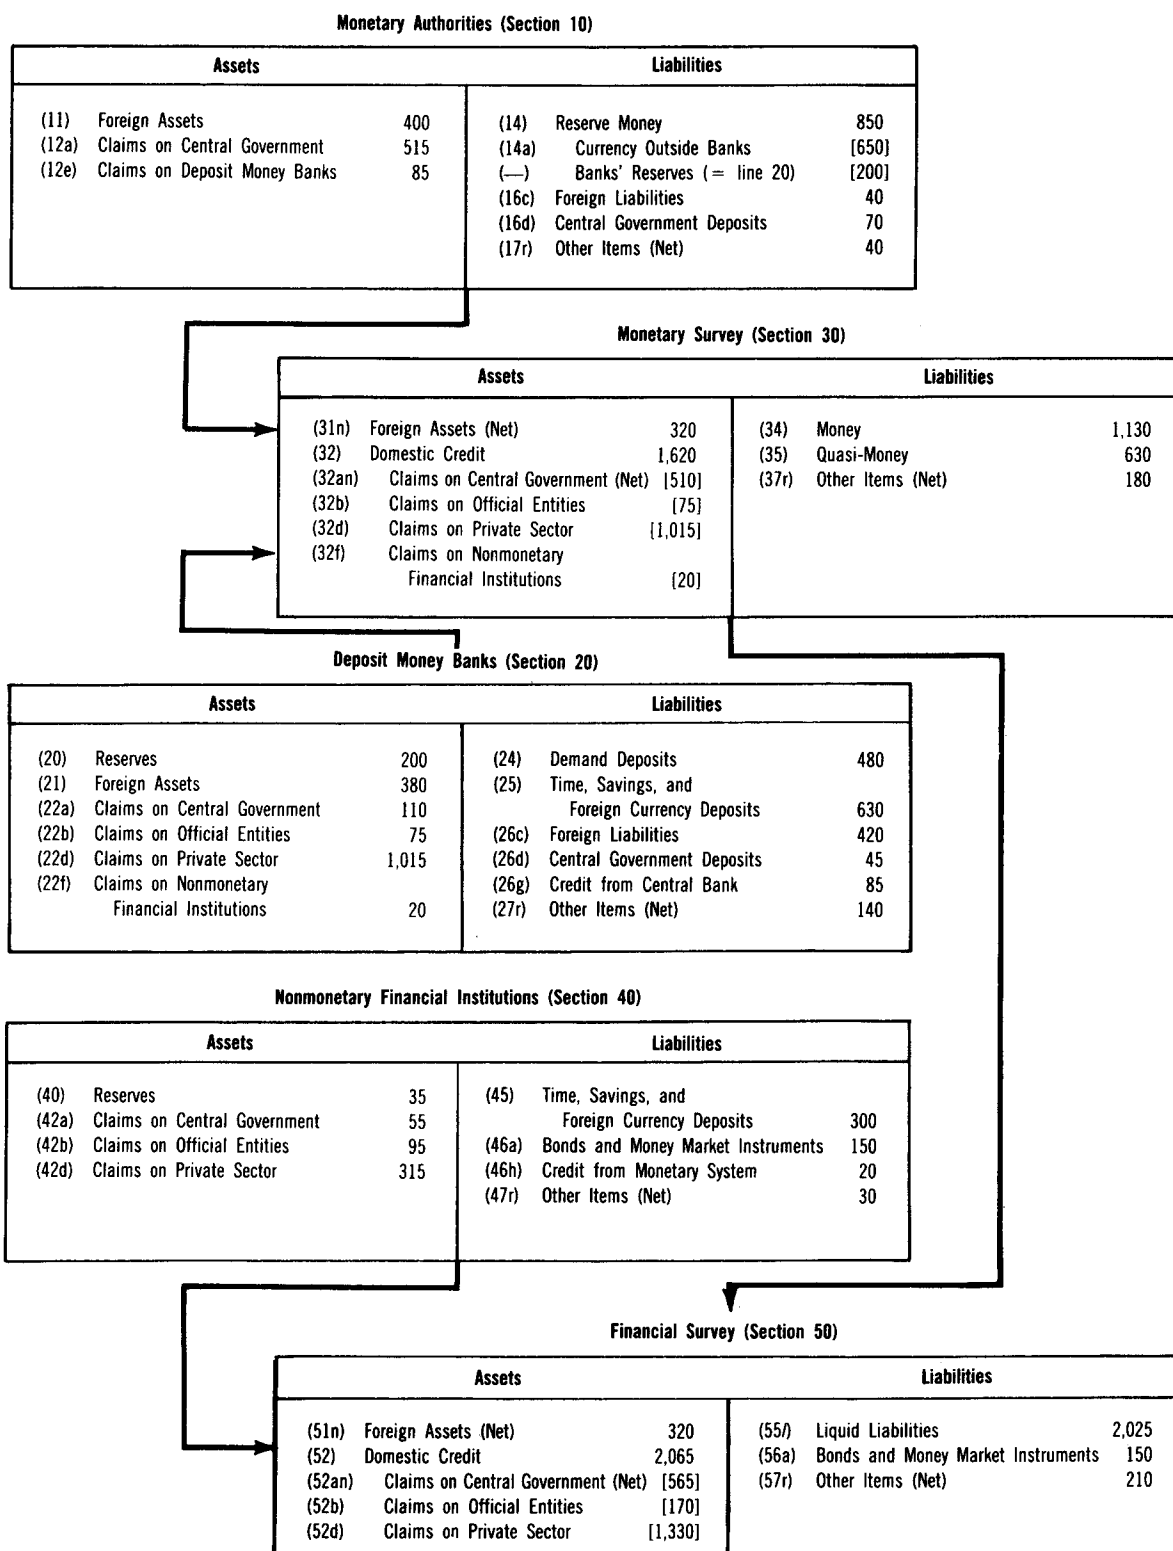 Monetary Authorities (Section 10)
Assets Liabilities
(11) Foreign Assets 400 (14) Reserve Money 850
(12a) Claims on Central Government 515 (14a) Currency Outside Banks [650]
(12e) Claims on Deposit Money Banks 85 (—) Banks' Reserves (= line 20) [200]
(16c) Foreign Liabilities 40
(16d) Central Government Deposits 70
(17r) Other Items (Net) 40
Monetary Survey (Section 30)
Assets Liabilities
(31n) Foreign Assets (Net) 320 (34) Money 1,130
(32) Domestic Credit 1,620 (35) Quasi-Money 630
(32an) Claims on Central Government (Net) [510] (37r) Other Items (Net) 180
(32b) Claims on Official Entities [75]
(32d) Claims on Private Sector [1,015]
(32f) Claims on Nonmonetary
Financial Institutions [20]
Deposit Money Banks (Section 20)
Assets Liabilities
(20) Reserves 200 (24) Demand Deposits 480
(21) Foreign Assets 380 (25) Time, Savings, and
(22a) Claims on Central Government 110 Foreign Currency Deposits 630
(22b) Claims on Official Entities 75 (26c) Foreign Liabilities 420
(22d) Claims on Private Sector 1,015 (26d) Central Government Deposits 45
(22f) Claims on Nonmonetary (26g) Credit from Central Bank 85
Financial Institutions 20 (27r) Other Items (Net) 140
Nonmonetary Financial Institutions (Section 40)
Assets Liabilities
(40) Reserves 35 (45) Time, Savings, and
(42a) Claims on Central Government 55 Foreign Currency Deposits 300
(42b) Claims on Official Entities 95 (46a) Bonds and Money Market Instruments 150
(42d) Claims on Private Sector 315 (46h) Credit from Monetary System 20
(47r) Other Items (Net) 30
Financial Survey (Section 50)
Assets Liabilities
(51n) Foreign Assets (Net) 320 (55l) Liquid Liabilities 2,025
(52) Domestic Credit 2,065 (56a) Bonds and Money Market Instruments 150
(52an) Claims on Central Government (Net) [565] (57r) Other Items (Net) 210
(52b) Claims on Official Entities [170]
(52d) Claims on Private Sector [1,330]